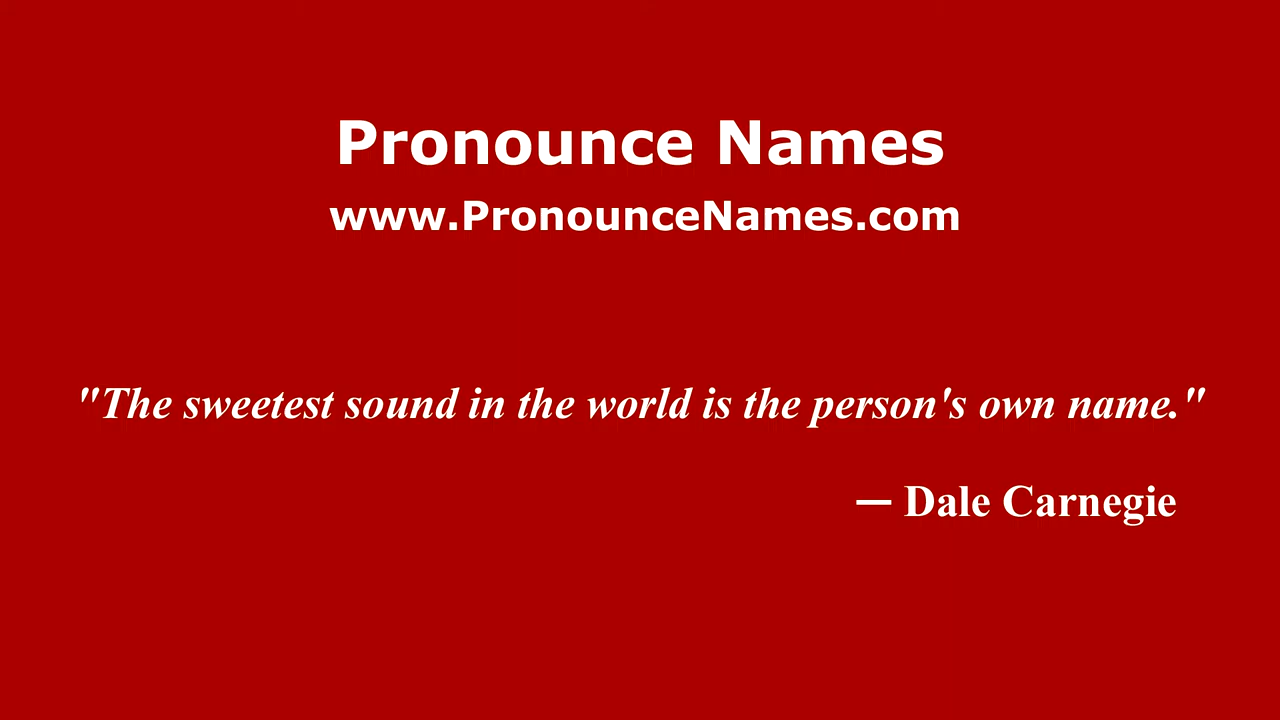 Pronounce Names
www.PronounceNames.com
"The sweetest sound in the world is the person's own name."
— Dale Carnegie